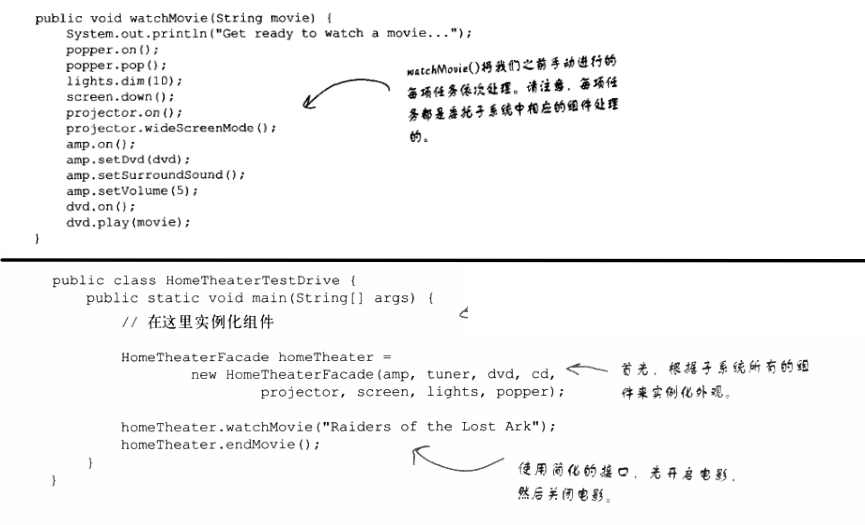 public void watchMovie(String movie) {
System.out.println("Get ready to watch a movie...");
popper.on();
popper.pop();
lights.dim(10);
screen.down();
projector.on();
projector.wideScreenMode();
amp.on();
amp.setDvd(dvd);
amp.setSurroundSound();
amp.setVolume(5);
dvd.on();
dvd.play(movie);
}
watchMovie()将我们之前手动进行的
每项任务依次处理。请注意，每项任
务都是委托子系统中相应的组件处理
的。
public class HomeTheaterTestDrive {
public static void main(String[] args) {
// 在这里实例化组件
HomeTheaterFacade homeTheater =
new HomeTheaterFacade(amp, tuner, dvd, cd,
projector, screen, lights, popper);
首先，根据子系统所有的组
件来实例化外观。
homeTheater.watchMovie("Raiders of the Lost Ark");
homeTheater.endMovie();
}
}
使用简化的接口，先开启电影，
然后关闭电影。